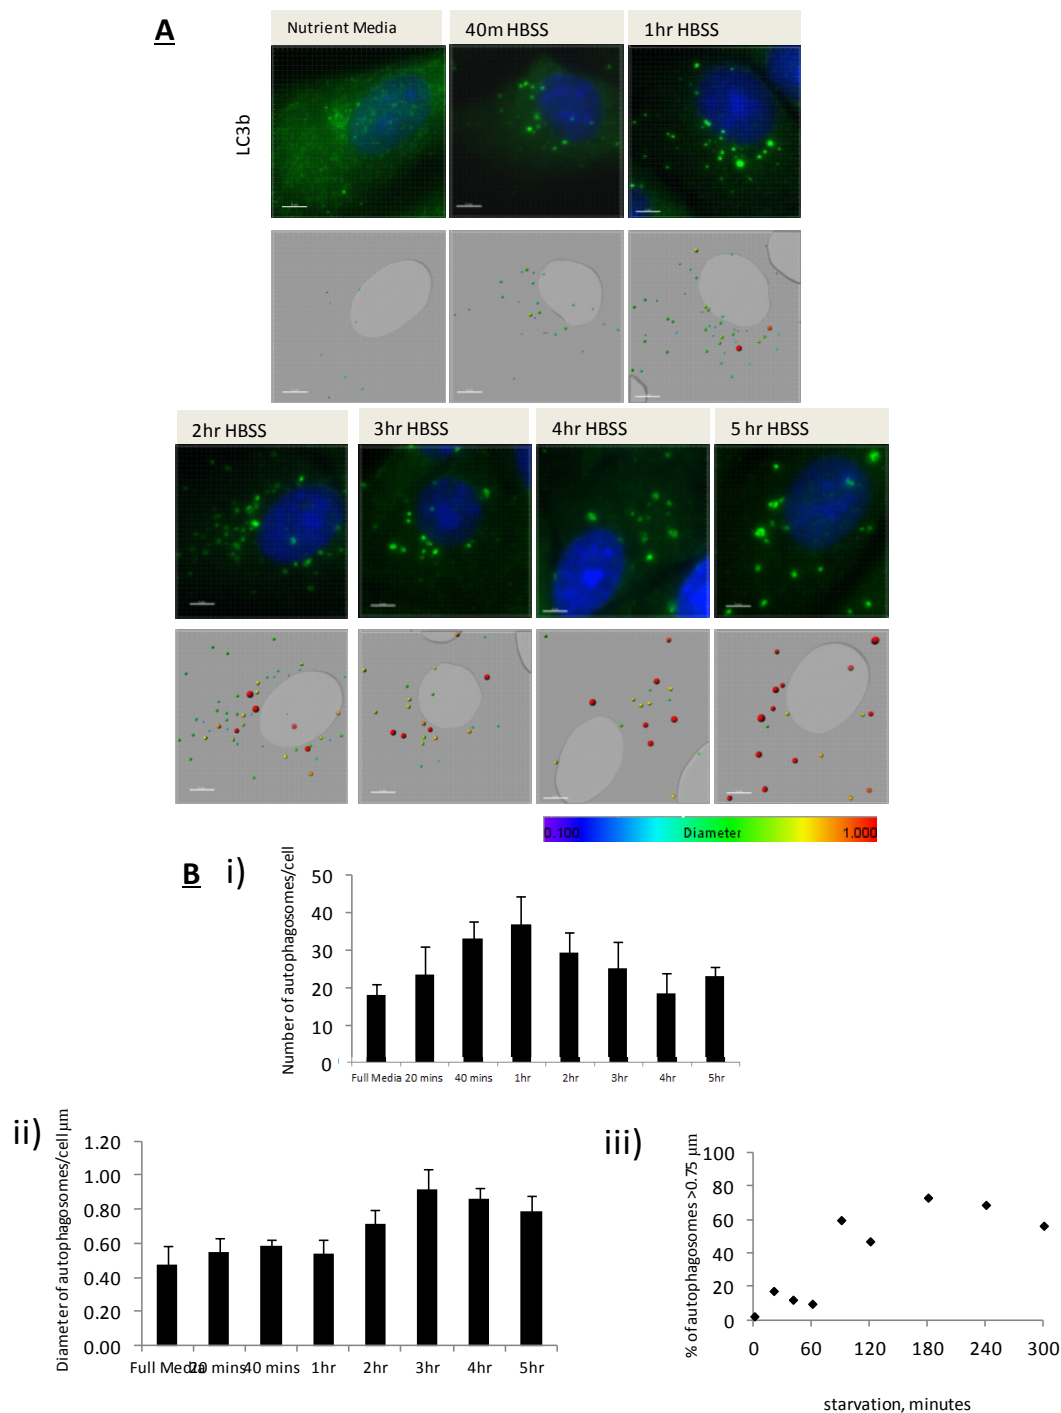 A
Nutrient Media
40m HBSS
1hr HBSS
LC3b
2hr HBSS
3hr HBSS
4hr HBSS
5 hr HBSS
0.100 Diameter 1.000
B i)
Number of autophagosomes/cell
50
40
30
20
10
0
Full Media 20 mins 40 mins 1hr 2hr 3hr 4hr 5hr
ii)
Diameter of autophagosomes/cell µm
1.20
1.00
0.80
0.60
0.40
0.20
0.00
Full Media 20 mins 40 mins 1hr 2hr 3hr 4hr 5hr
iii)
% of autophagosomes >0.75 µm
100
80
60
40
20
0
0 60 120 180 240 300
starvation, minutes